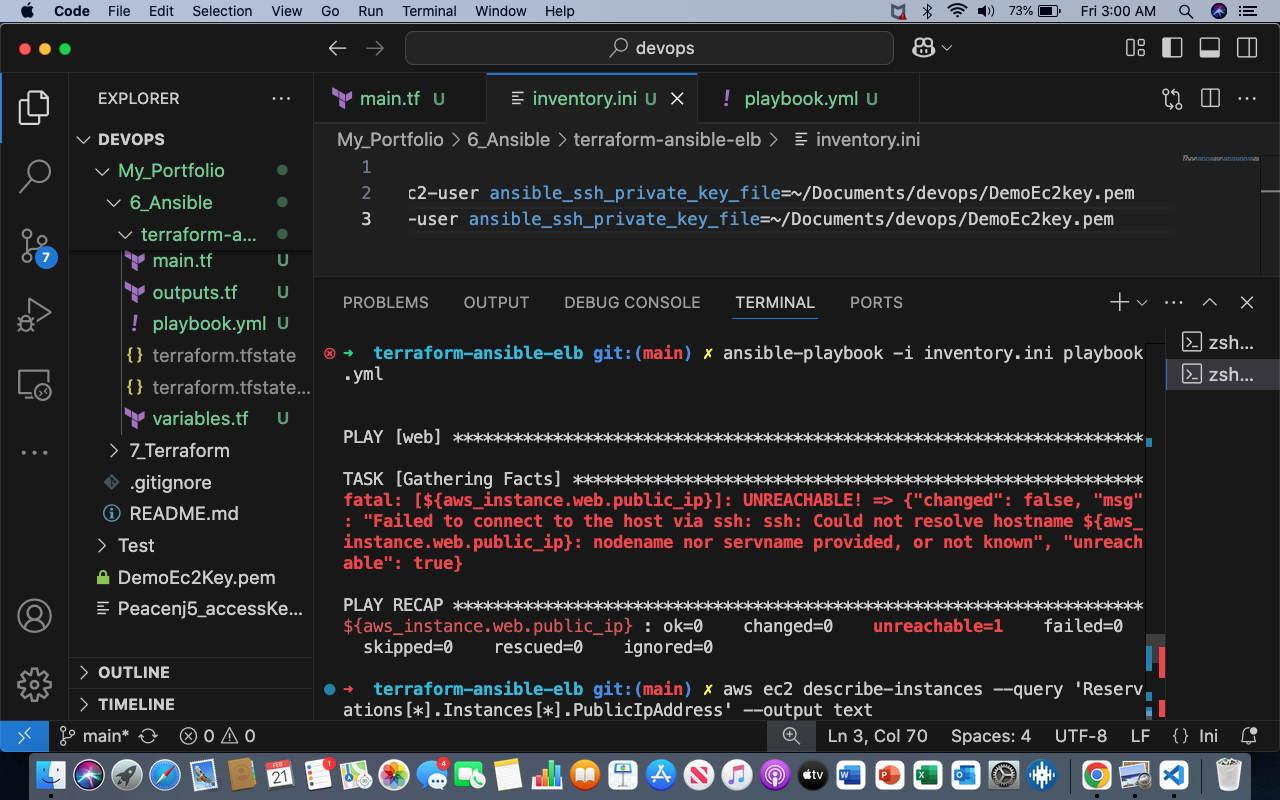 Code File Edit Selection View Go Run Terminal Window Help 73% Fri 3:00 AM
devops
EXPLORER
main.tf U
inventory.ini U
playbook.yml U
DEVOPS
My_Portfolio
6_Ansible
terraform-a...
main.tf U
outputs.tf U
playbook.yml U
terraform.tfstate
terraform.tfstate...
variables.tf U
7_Terraform
.gitignore
README.md
Test
DemoEc2Key.pem
Peacenj5_accessKe...
OUTLINE
TIMELINE
7
My_Portfolio > 6_Ansible > terraform-ansible-elb > inventory.ini
1
2 c2-user ansible_ssh_private_key_file=~/Documents/devops/DemoEc2key.pem
3 -user ansible_ssh_private_key_file=~/Documents/devops/DemoEc2key.pem
PROBLEMS OUTPUT DEBUG CONSOLE TERMINAL PORTS
zsh...
zsh...
➜ terraform-ansible-elb git:(main) ✗ ansible-playbook -i inventory.ini playbook
.yml
PLAY [web] *********************************************************************
TASK [Gathering Facts] *********************************************************
fatal: [${aws_instance.web.public_ip}]: UNREACHABLE! => {"changed": false, "msg"
: "Failed to connect to the host via ssh: ssh: Could not resolve hostname ${aws_
instance.web.public_ip}: nodename nor servname provided, or not known", "unreach
able": true}
PLAY RECAP *********************************************************************
${aws_instance.web.public_ip} : ok=0 changed=0 unreachable=1 failed=0
skipped=0 rescued=0 ignored=0
➜ terraform-ansible-elb git:(main) ✗ aws ec2 describe-instances --query 'Reserv
ations[*].Instances[*].PublicIpAddress' --output text
main* 0 0 Ln 3, Col 70 Spaces: 4 UTF-8 LF {} Ini
FEB
21
1
4
tv